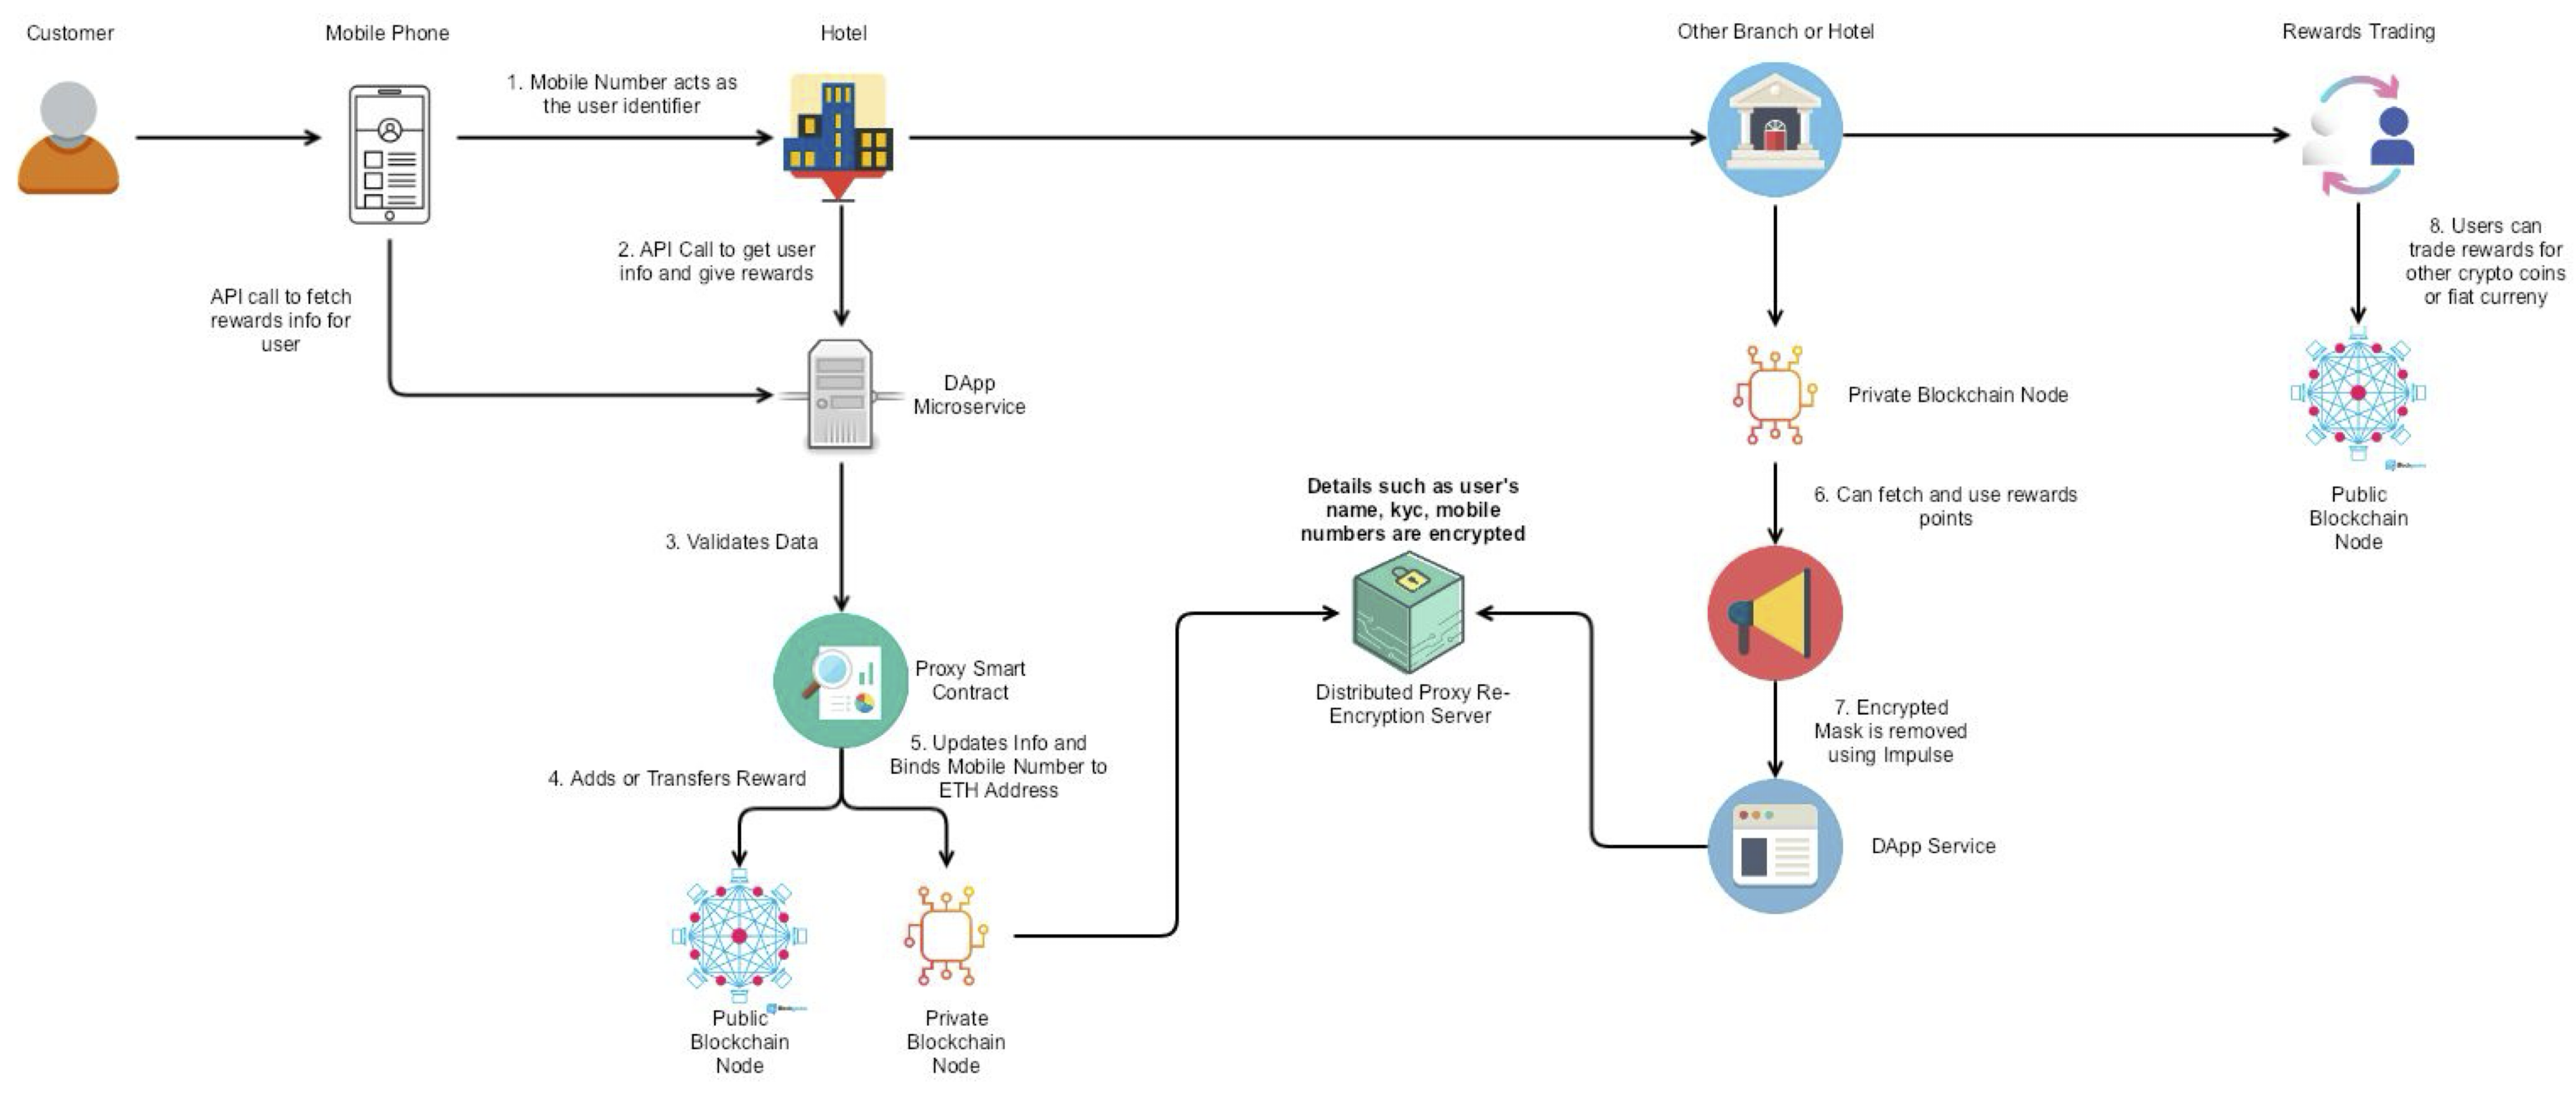 Customer
Mobile Phone
Hotel
Other Branch or Hotel
Rewards Trading
1. Mobile Number acts as
the user identifier
2. API Call to get user
info and give rewards
API call to fetch
rewards info for
user
8. Users can
trade rewards for
other crypto coins
or fiat curreny
DApp
Microservice
Private Blockchain Node
Public
Blockchain
Node
6. Can fetch and use rewards
points
Details such as user's
name, kyc, mobile
numbers are encrypted
3. Validates Data
Proxy Smart
Contract
Distributed Proxy Re-
Encryption Server
7. Encrypted
Mask is removed
using Impulse
4. Adds or Transfers Reward
5. Updates Info and
Binds Mobile Number to
ETH Address
DApp Service
Public
Blockchain
Node
Private
Blockchain
Node